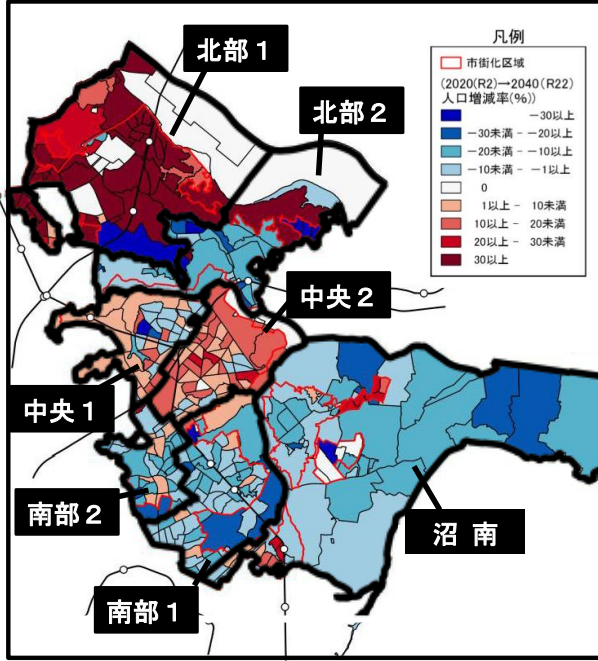 凡例
市街化区域
(2020(R2)→2040(R22)
人口増減率(%))
−30以上
−30未満 − −20以上
−20未満 − −10以上
−10未満 − −1以上
0
1以上 − 10未満
10以上 − 20未満
20以上 − 30未満
30以上
北部1
北部2
中央2
中央1
南部2
沼南
南部1